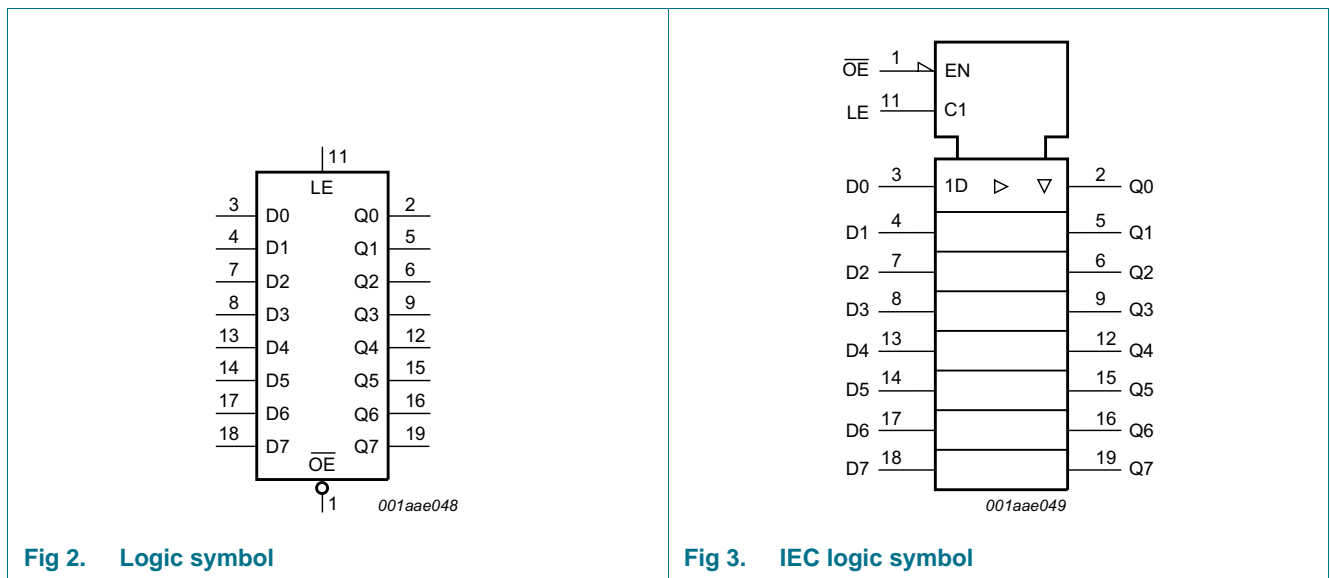 11
LE
3 D0 Q0 2
4 D1 Q1 5
7 D2 Q2 6
8 D3 Q3 9
13 D4 Q4 12
14 D5 Q5 15
17 D6 Q6 16
18 D7 Q7 19
O̅E̅
1 001aae048
Fig 2. Logic symbol
O̅E̅ 1 EN
LE 11 C1
D0 3 1D 2 Q0
D1 4 5 Q1
D2 7 6 Q2
D3 8 9 Q3
D4 13 12 Q4
D5 14 15 Q5
D6 17 16 Q6
D7 18 19 Q7
001aae049
Fig 3. IEC logic symbol